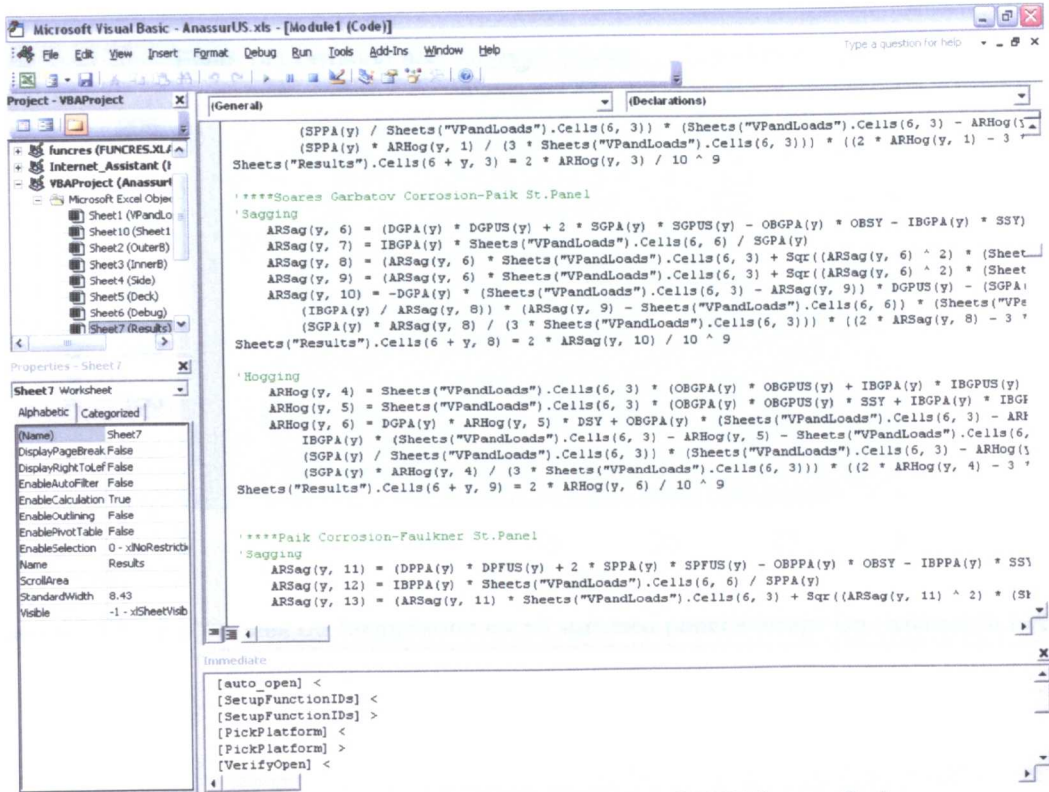 Microsoft Visual Basic - AnassurUS.xls - [Module1 (Code)]
File Edit View Insert Format Debug Run Tools Add-Ins Window Help
Type a question for help
Project - VBAProject
(General)
(Declarations)
funcres (FUNCRES.XLA
Internet_Assistant (
VBAProject (Anassur
Microsoft Excel Objec
Sheet1 (VPandLo
Sheet10 (Sheet1
Sheet2 (OuterB)
Sheet3 (InnerB)
Sheet4 (Side)
Sheet5 (Deck)
Sheet6 (Debug)
Sheet7 (Results)
Properties - Sheet7
Sheet7 Worksheet
Alphabetic Categorized
(Name) Sheet7
DisplayPageBreak False
DisplayRightToLef False
EnableAutoFilter False
EnableCalculation True
EnableOutlining False
EnablePivotTable False
EnableSelection 0 - xlNoRestricti
Name Results
ScrollArea
StandardWidth 8.43
Visible -1 - xlSheetVisib
(SPPA(y) / Sheets("VPandLoads").Cells(6, 3)) * (Sheets("VPandLoads").Cells(6, 3) - ARHog(y
(SPPA(y) * ARHog(y, 1) / (3 * Sheets("VPandLoads").Cells(6, 3))) * ((2 * ARHog(y, 1) - 3 *
Sheets("Results").Cells(6 + y, 3) = 2 * ARHog(y, 3) / 10 ^ 9
'****Soares Garbatov Corrosion-Paik St.Panel
'Sagging
ARSag(y, 6) = (DGPA(y) * DGPUS(y) + 2 * SGPA(y) * SGPUS(y) - OBGPA(y) * OBSY - IBGPA(y) * SSY)
ARSag(y, 7) = IBGPA(y) * Sheets("VPandLoads").Cells(6, 6) / SGPA(y)
ARSag(y, 8) = (ARSag(y, 6) * Sheets("VPandLoads").Cells(6, 3) + Sqr((ARSag(y, 6) ^ 2) * (Sheet
ARSag(y, 9) = (ARSag(y, 6) * Sheets("VPandLoads").Cells(6, 3) + Sqr((ARSag(y, 6) ^ 2) * (Sheet
ARSag(y, 10) = -DGPA(y) * (Sheets("VPandLoads").Cells(6, 3) - ARSag(y, 9)) * DGPUS(y) - (SGPA(
(IBGPA(y) / ARSag(y, 8)) * (ARSag(y, 9) - Sheets("VPandLoads").Cells(6, 6)) * (Sheets("VPa
(SGPA(y) * ARSag(y, 8) / (3 * Sheets("VPandLoads").Cells(6, 3))) * ((2 * ARSag(y, 8) - 3 *
Sheets("Results").Cells(6 + y, 8) = 2 * ARSag(y, 10) / 10 ^ 9
'Hogging
ARHog(y, 4) = Sheets("VPandLoads").Cells(6, 3) * (OBGPA(y) * OBGPUS(y) + IBGPA(y) * IBGPUS(y)
ARHog(y, 5) = Sheets("VPandLoads").Cells(6, 3) * (OBGPA(y) * OBGPUS(y) * SSY + IBGPA(y) * IBGP
ARHog(y, 6) = DGPA(y) * ARHog(y, 5) * DSY + OBGPA(y) * (Sheets("VPandLoads").Cells(6, 3) - ARH
IBGPA(y) * (Sheets("VPandLoads").Cells(6, 3) - ARHog(y, 5) - Sheets("VPandLoads").Cells(6,
(SGPA(y) / Sheets("VPandLoads").Cells(6, 3)) * (Sheets("VPandLoads").Cells(6, 3) - ARHog(y
(SGPA(y) * ARHog(y, 4) / (3 * Sheets("VPandLoads").Cells(6, 3))) * ((2 * ARHog(y, 4) - 3 *
Sheets("Results").Cells(6 + y, 9) = 2 * ARHog(y, 6) / 10 ^ 9
'****Paik Corrosion-Faulkner St.Panel
'Sagging
ARSag(y, 11) = (DPPA(y) * DPFUS(y) + 2 * SPPA(y) * SPFUS(y) - OBPPA(y) * OBSY - IBPPA(y) * SSY
ARSag(y, 12) = IBPPA(y) * Sheets("VPandLoads").Cells(6, 6) / SPPA(y)
ARSag(y, 13) = (ARSag(y, 11) * Sheets("VPandLoads").Cells(6, 3) + Sqr((ARSag(y, 11) ^ 2) * (Sh
Immediate
[auto_open] <
[SetupFunctionIDs] <
[SetupFunctionIDs] >
[PickPlatform] <
[PickPlatform] >
[VerifyOpen] <